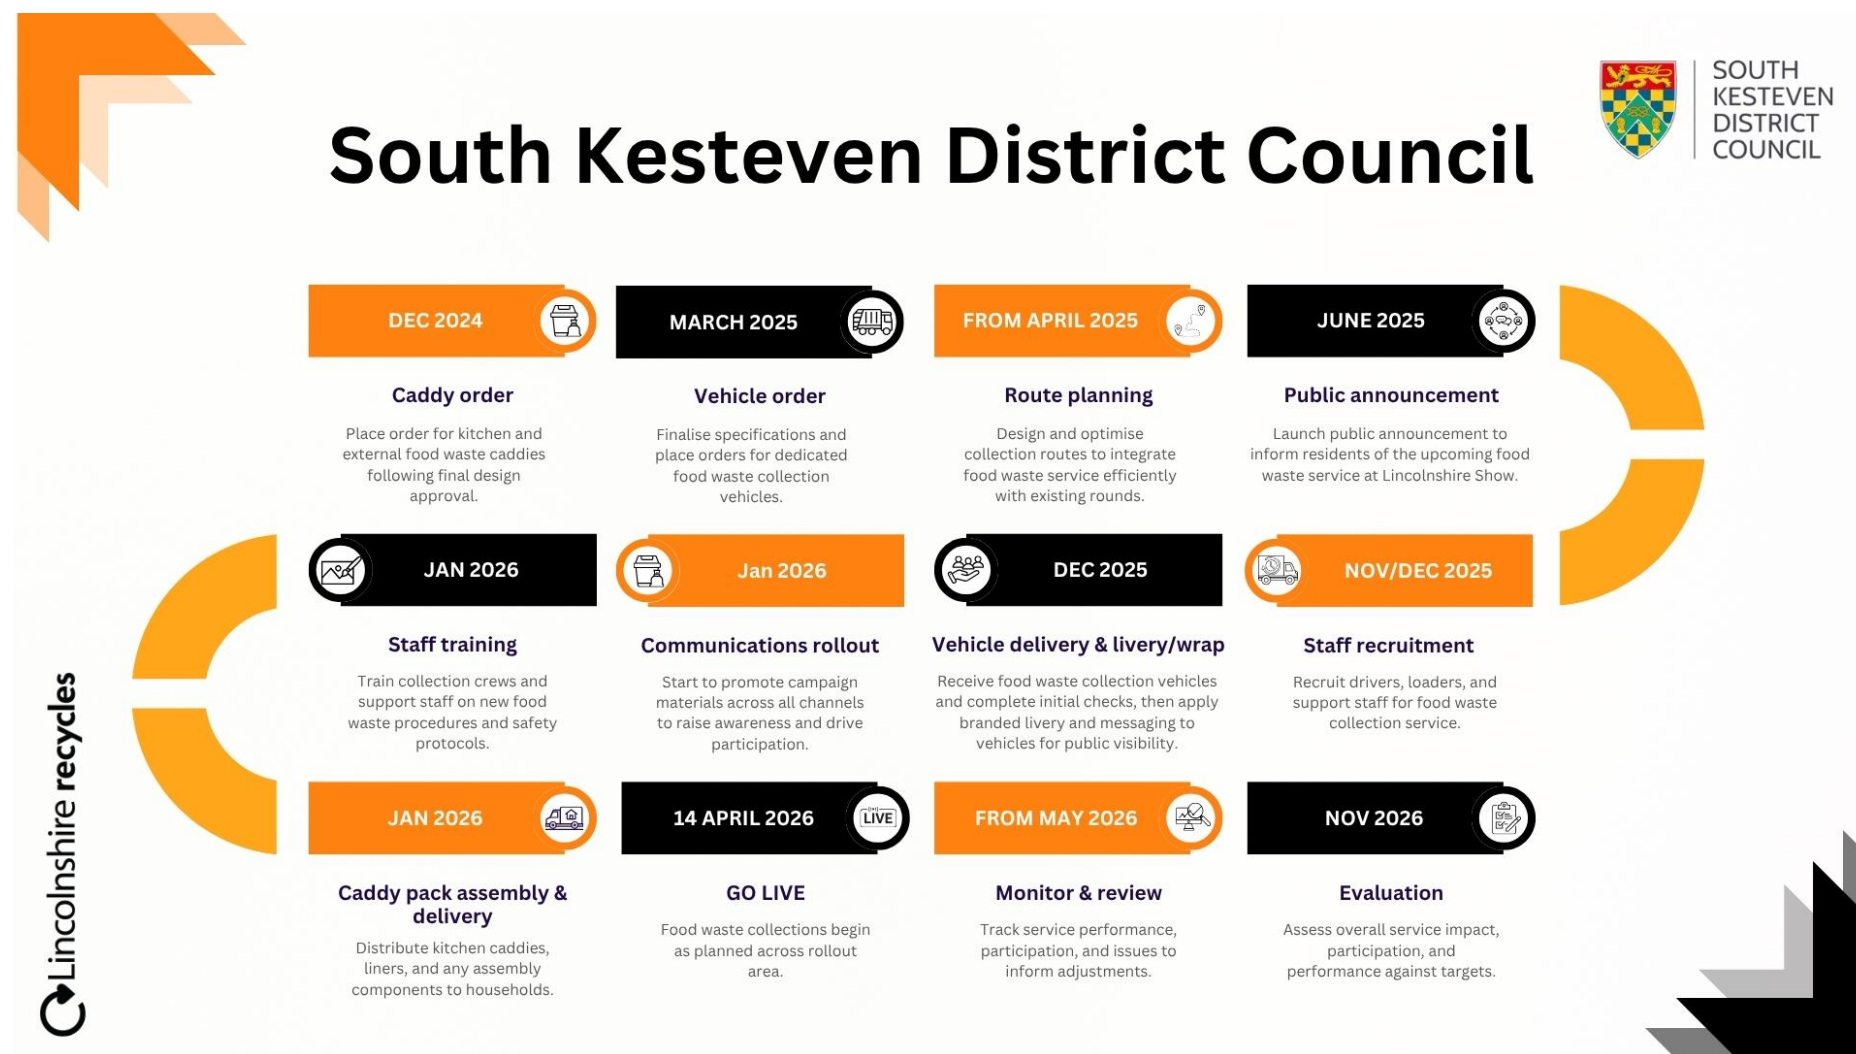 South Kesteven District Council
SOUTH
KESTEVEN
DISTRICT
COUNCIL
DEC 2024
Caddy order
Place order for kitchen and
external food waste caddies
following final design
approval.
MARCH 2025
Vehicle order
Finalise specifications and
place orders for dedicated
food waste collection
vehicles.
FROM APRIL 2025
Route planning
Design and optimise
collection routes to integrate
food waste service efficiently
with existing rounds.
JUNE 2025
Public announcement
Launch public announcement to
inform residents of the upcoming food
waste service at Lincolnshire Show.
NOV/DEC 2025
Staff recruitment
Recruit drivers, loaders, and
support staff for food waste
collection service.
DEC 2025
Vehicle delivery & livery/wrap
Receive food waste collection vehicles
and complete initial checks, then apply
branded livery and messaging to
vehicles for public visibility.
Jan 2026
Communications rollout
Start to promote campaign
materials across all channels
to raise awareness and drive
participation.
JAN 2026
Staff training
Train collection crews and
support staff on new food
waste procedures and safety
protocols.
JAN 2026
Caddy pack assembly &
delivery
Distribute kitchen caddies,
liners, and any assembly
components to households.
14 APRIL 2026
LIVE
GO LIVE
Food waste collections begin
as planned across rollout
area.
FROM MAY 2026
Monitor & review
Track service performance,
participation, and issues to
inform adjustments.
NOV 2026
Evaluation
Assess overall service impact,
participation, and
performance against targets.
Lincolnshire recycles